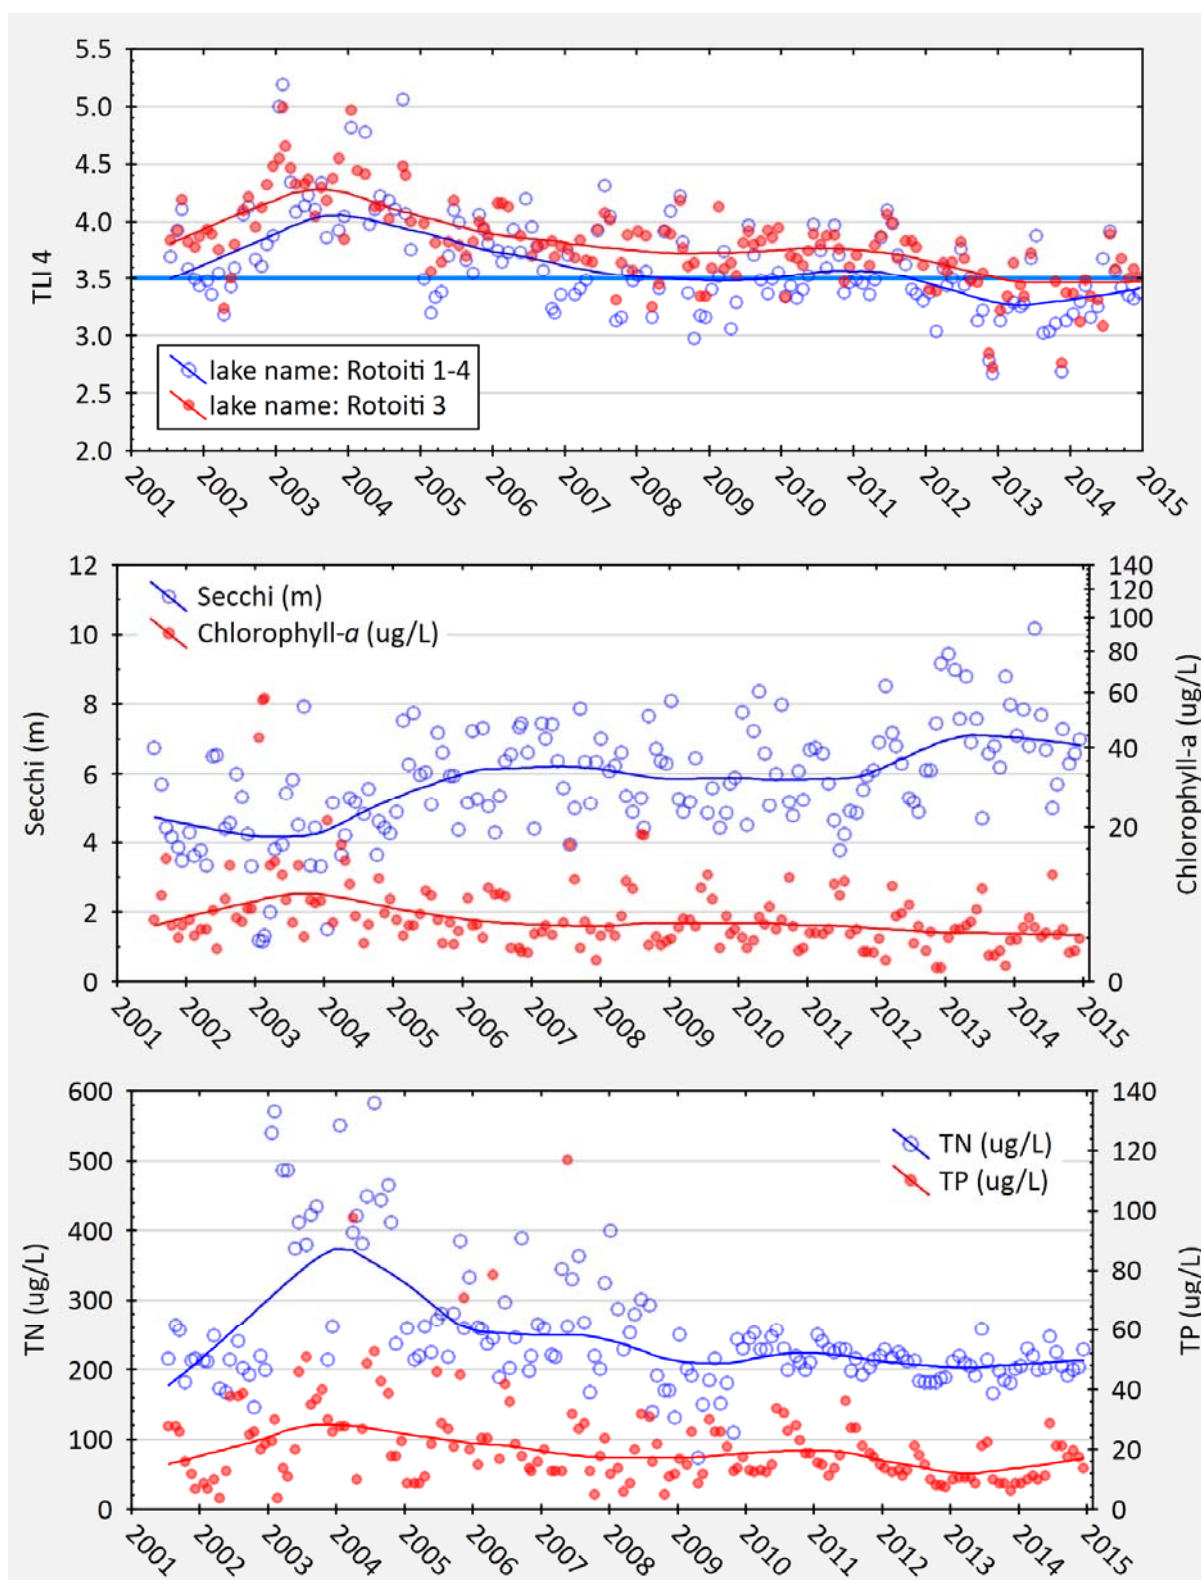 5.5
5.0
4.5
4.0
3.5
3.0
2.5
2.0
TLI 4
lake name: Rotoiti 1-4
lake name: Rotoiti 3
2001 2002 2003 2004 2005 2006 2007 2008 2009 2010 2011 2012 2013 2014 2015
12
10
8
6
4
2
0
Secchi (m)
Secchi (m)
Chlorophyll-a (ug/L)
140
120
100
80
60
40
20
0
Chlorophyll-a (ug/L)
2001 2002 2003 2004 2005 2006 2007 2008 2009 2010 2011 2012 2013 2014 2015
600
500
400
300
200
100
0
TN (ug/L)
TN (ug/L)
TP (ug/L)
140
120
100
80
60
40
20
0
TP (ug/L)
2001 2002 2003 2004 2005 2006 2007 2008 2009 2010 2011 2012 2013 2014 2015